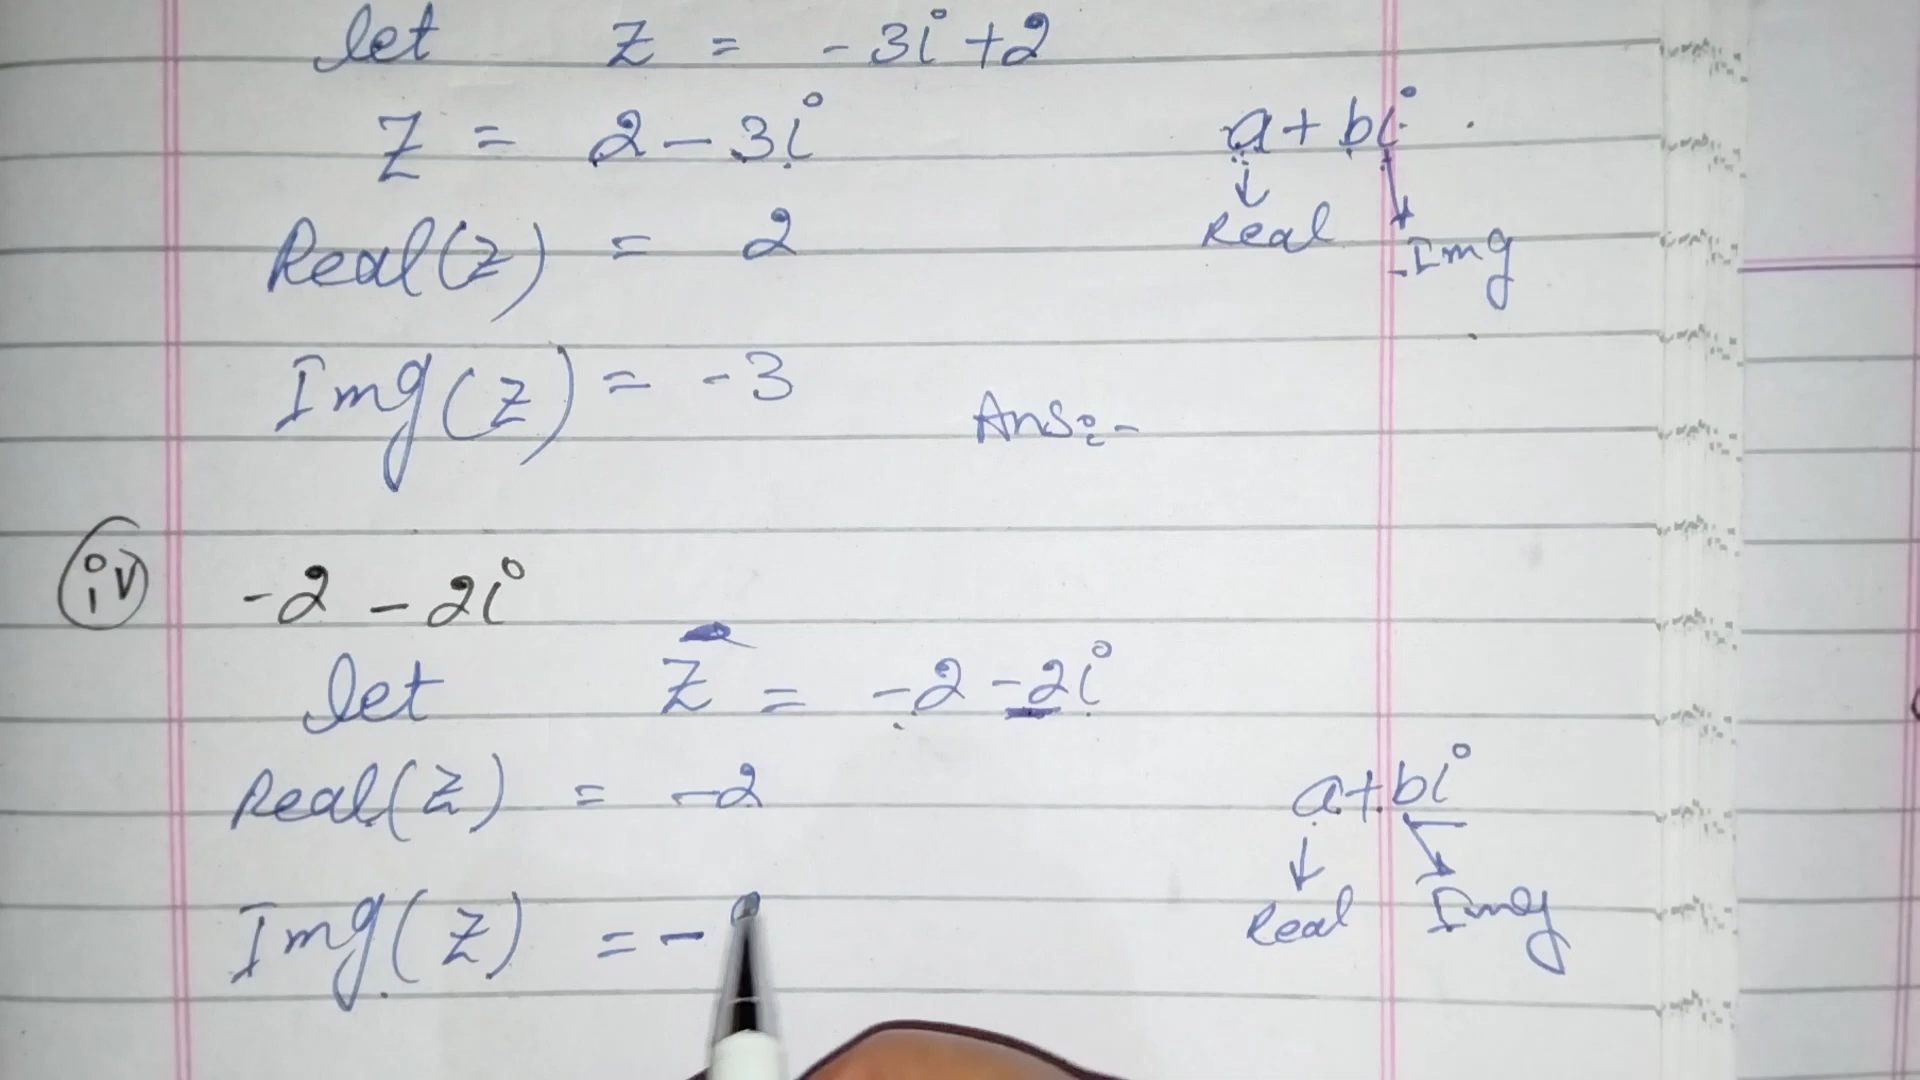 let z = -3i + 2
Z = 2 - 3i
a + bi
Real(z) = 2
Real
Img
Img(z) = -3
Ans:-
iv -2 - 2i
let Z = -2 - 2i
Real(z) = -2
a + bi
Img(z) = -
Real
Img